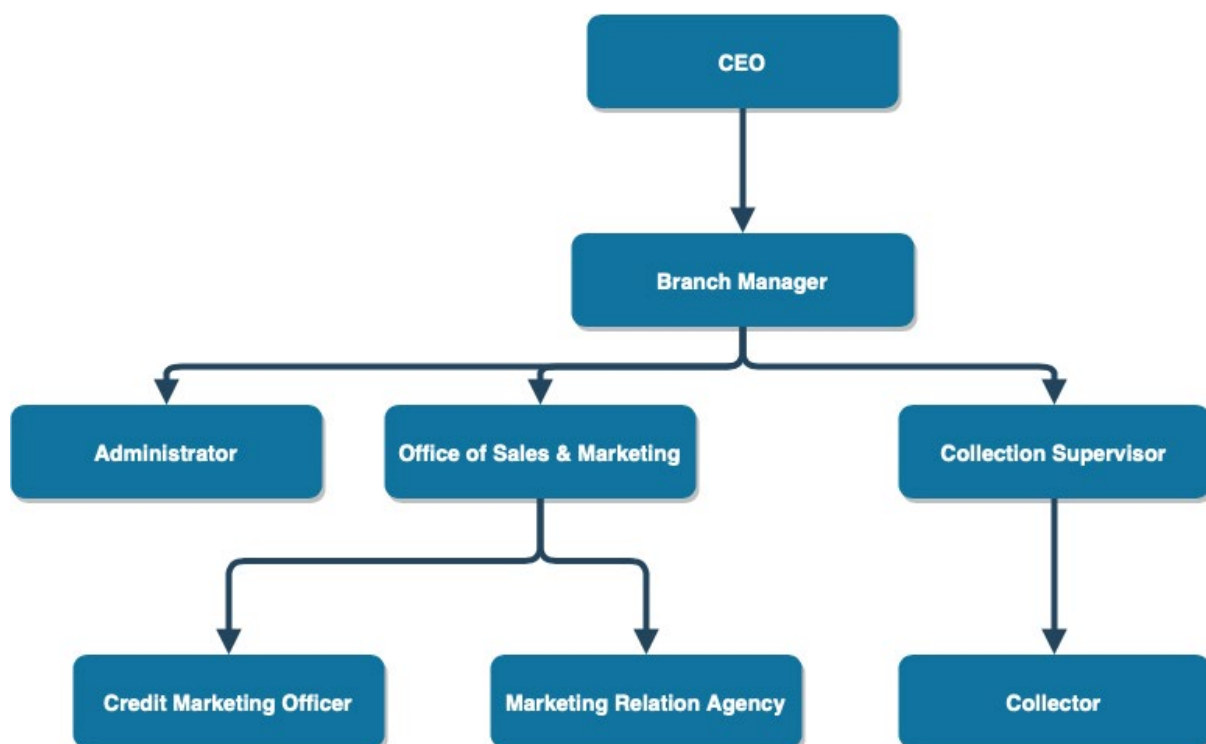 CEO
Branch Manager
Administrator
Office of Sales & Marketing
Collection Supervisor
Credit Marketing Officer
Marketing Relation Agency
Collector